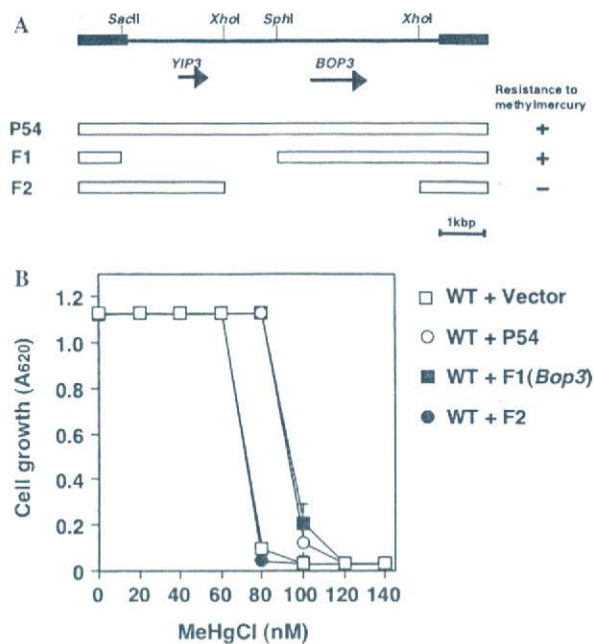 A
SacII XhoI SphI XhoI
YIP3 BOP3
Resistance to
methylmercury
P54 +
F1 +
F2 −
1kbp
B
Cell growth (A620)
1.2
1.0
0.8
0.6
0.4
0.2
0
0 20 40 60 80 100 120 140
MeHgCl (nM)
WT + Vector
WT + P54
WT + F1(Bop3)
WT + F2